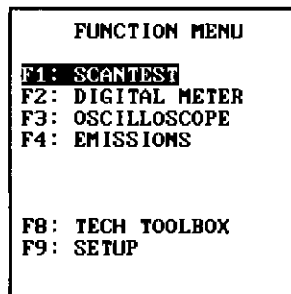 FUNCTION MENU
F1: SCANTEST
F2: DIGITAL METER
F3: OSCILLOSCOPE
F4: EMISSIONS
F8: TECH TOOLBOX
F9: SETUP